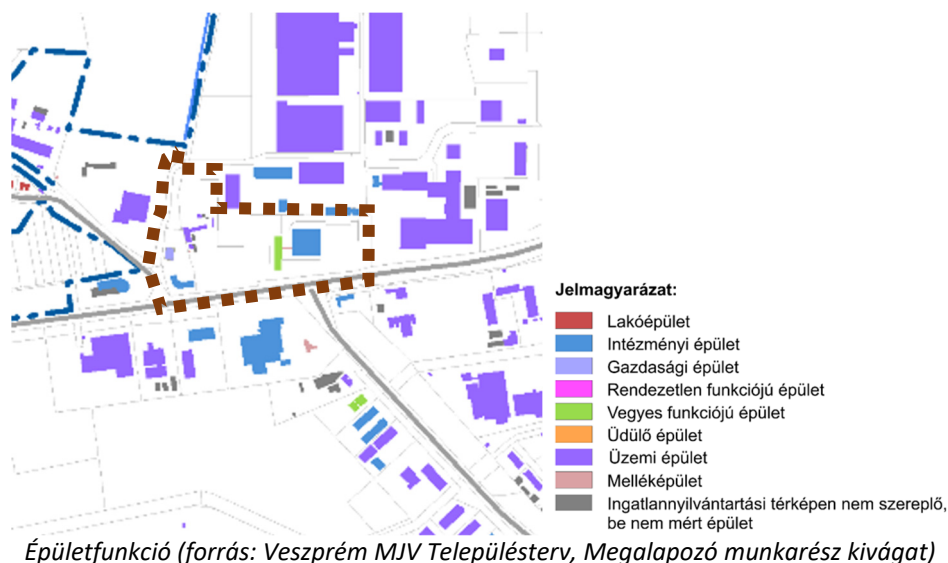 Jelmagyarázat:
Lakóépület
Intézményi épület
Gazdasági épület
Rendezetlen funkciójú épület
Vegyes funkciójú épület
Üdülő épület
Üzemi épület
Melléképület
Ingatlannyilvántartási térképen nem szereplő,
be nem mért épület
Épületfunkció (forrás: Veszprém MJV Településterv, Megalapozó munkarész kivágat)